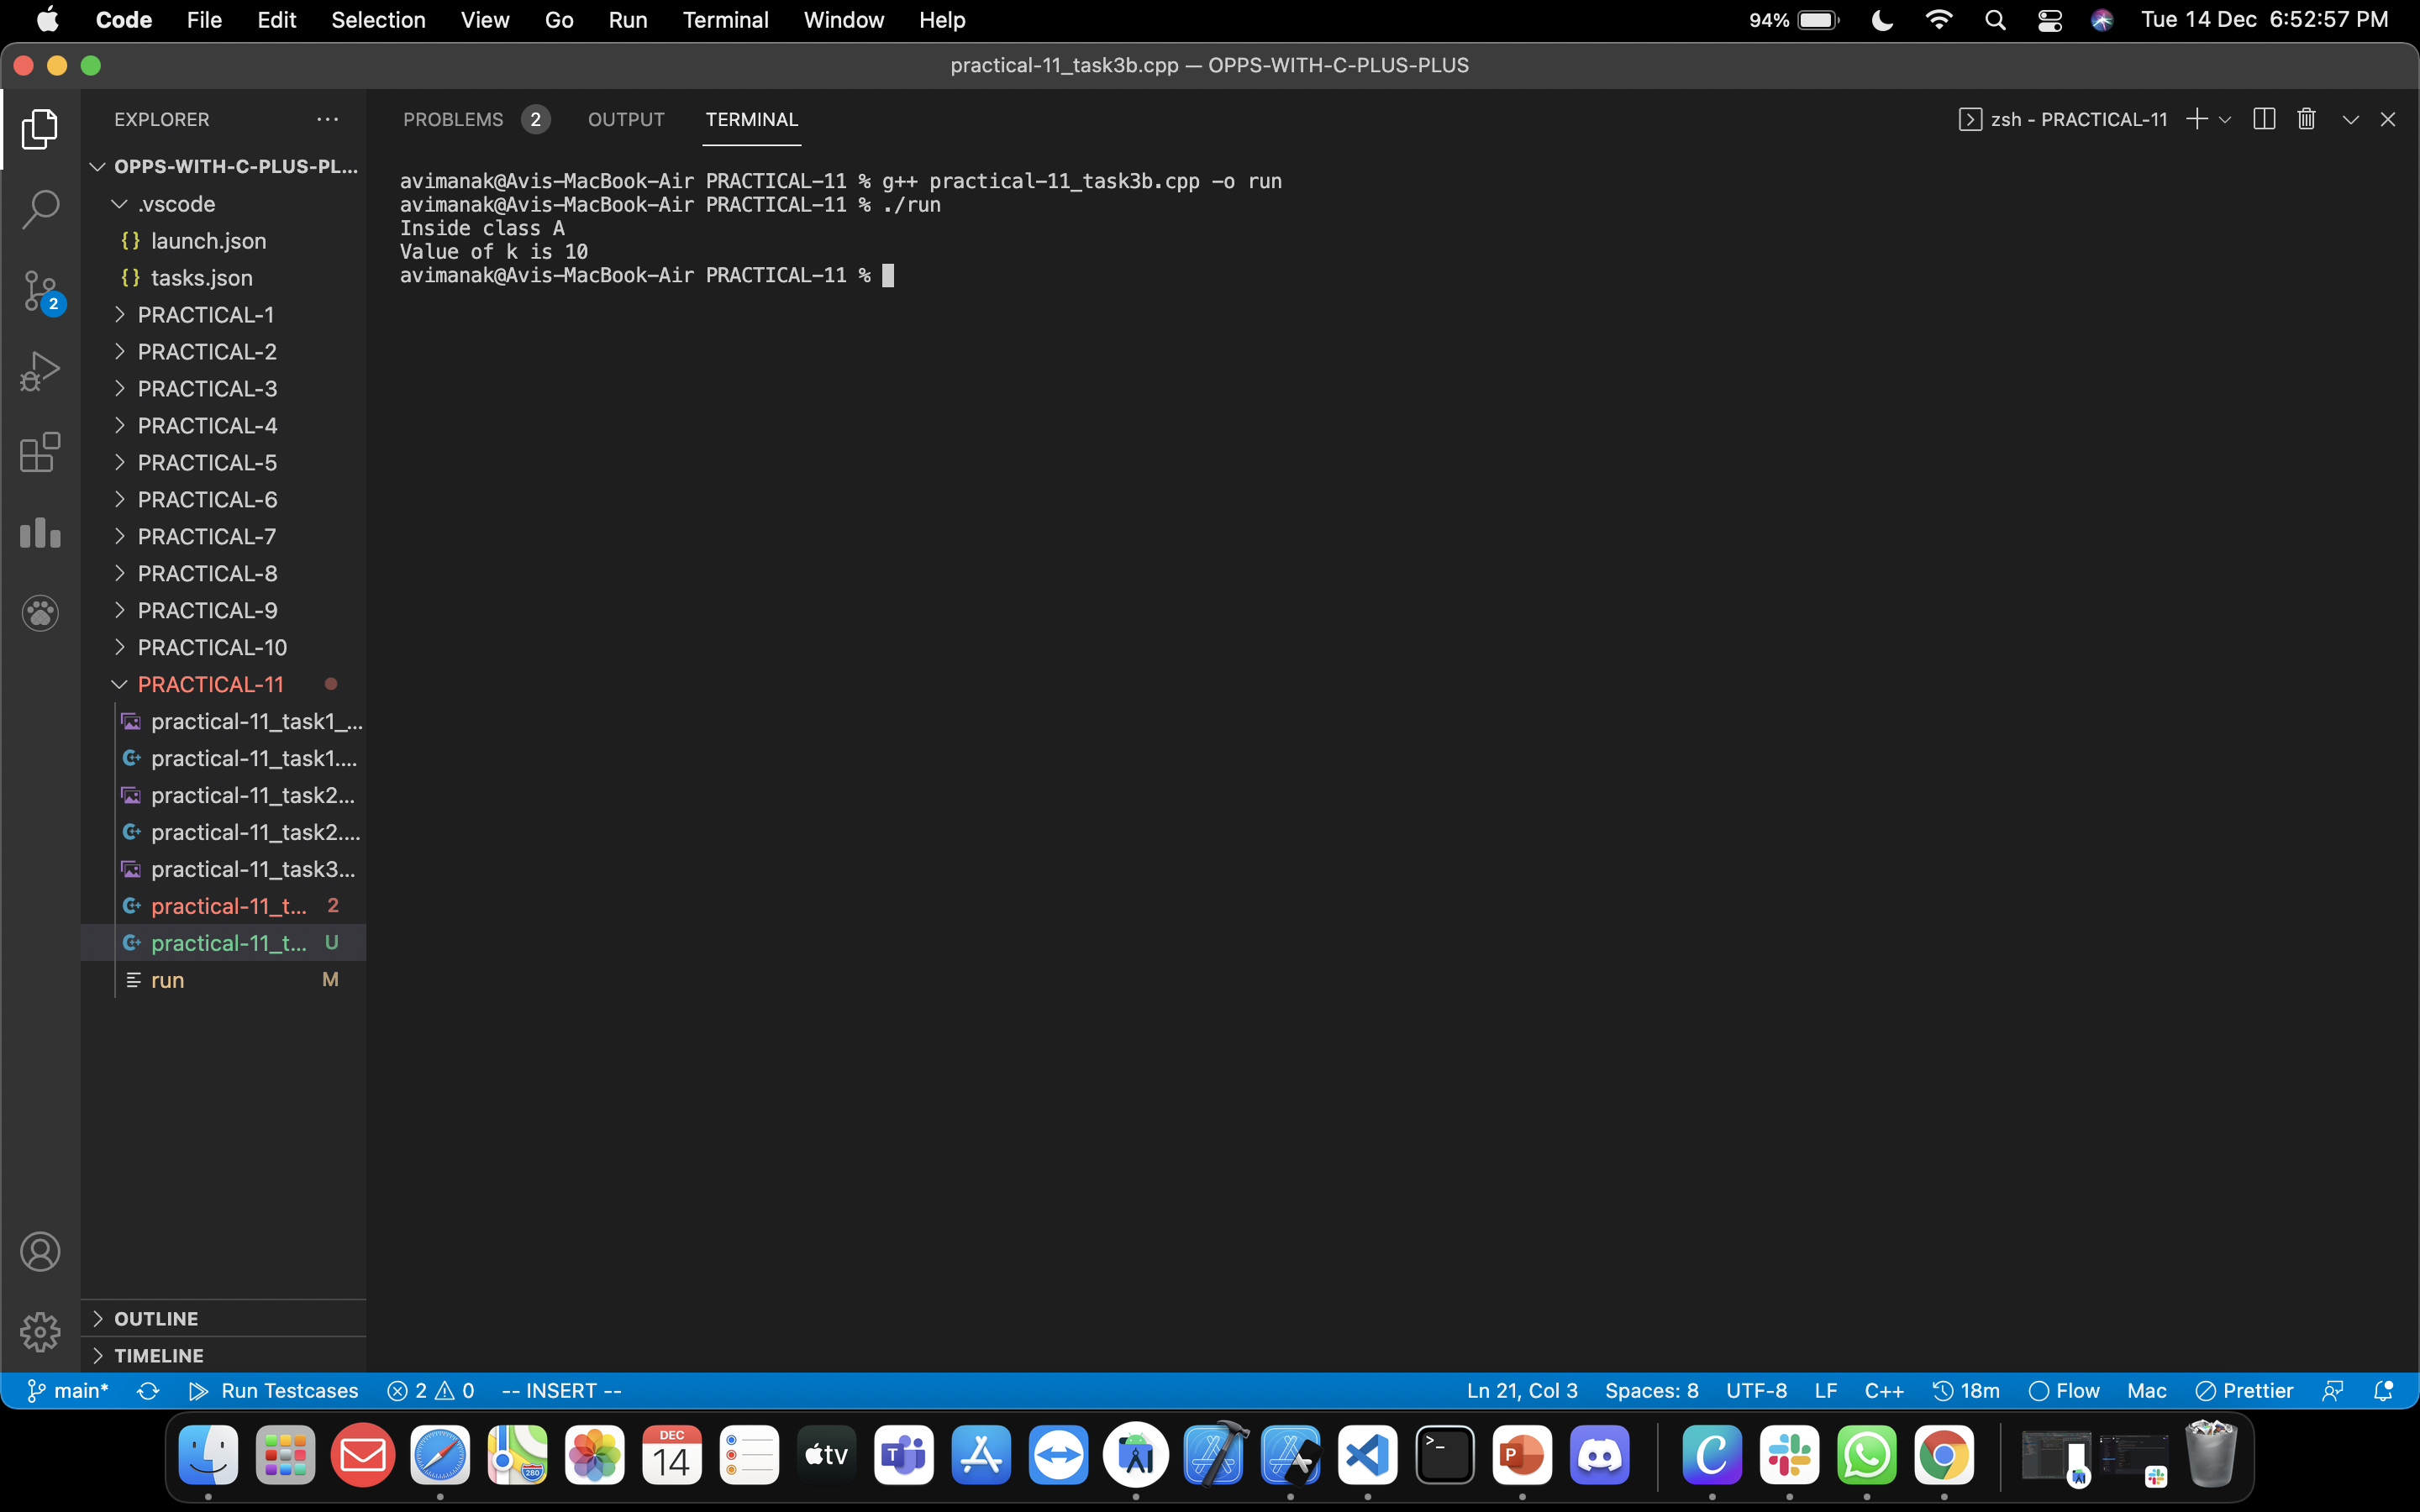 Code File Edit Selection View Go Run Terminal Window Help 94% Tue 14 Dec 6:52:57 PM
practical-11_task3b.cpp — OPPS-WITH-C-PLUS-PLUS
EXPLORER ···
OPPS-WITH-C-PLUS-PL...
.vscode
{} launch.json
{} tasks.json
PRACTICAL-1
PRACTICAL-2
PRACTICAL-3
PRACTICAL-4
PRACTICAL-5
PRACTICAL-6
PRACTICAL-7
PRACTICAL-8
PRACTICAL-9
PRACTICAL-10
PRACTICAL-11
practical-11_task1_...
practical-11_task1....
practical-11_task2...
practical-11_task2....
practical-11_task3...
practical-11_t... 2
practical-11_t... U
run M
OUTLINE
TIMELINE
2
PROBLEMS 2 OUTPUT TERMINAL zsh - PRACTICAL-11
avimanak@Avis-MacBook-Air PRACTICAL-11 % g++ practical-11_task3b.cpp -o run
avimanak@Avis-MacBook-Air PRACTICAL-11 % ./run
Inside class A
Value of k is 10
avimanak@Avis-MacBook-Air PRACTICAL-11 %
main* Run Testcases 2 0 -- INSERT -- Ln 21, Col 3 Spaces: 8 UTF-8 LF C++ 18m Flow Mac Prettier
280 DEC 14 tv T >_ P C